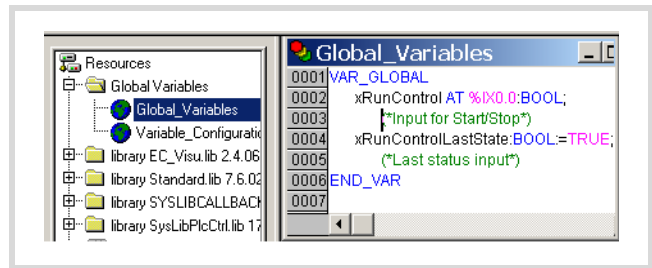 Resources
Global Variables
Global_Variables
Variable_Configuratio
library EC_Visu.lib 2.4.06
library Standard.lib 7.6.02
library SYSLIBCALLBACK
library SysLibPlcCtrl.lib 17
Global_Variables
0001 VAR_GLOBAL
0002 xRunControl AT %IX0.0:BOOL;
0003 (*Input for Start/Stop*)
0004 xRunControlLastState:BOOL:=TRUE;
0005 (*Last status input*)
0006 END_VAR
0007